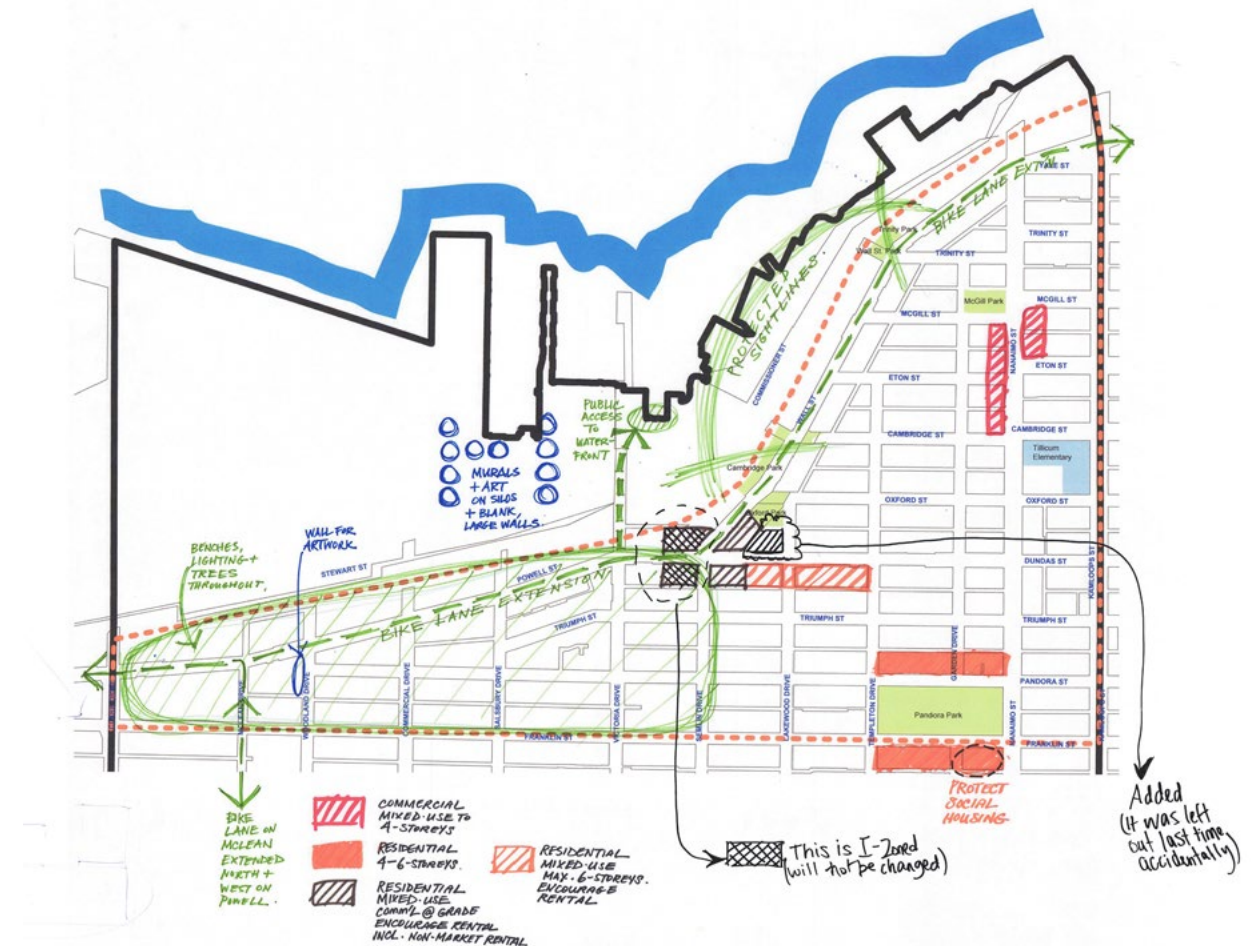 YALE ST
BIKE LANE EXT'N
Trinity Park
Wall St. Park
TRINITY ST
TRINITY ST
McGill Park
MCGILL ST
MCGILL ST
PROTECTED
SIGHTLINES.
COMMISSIONER ST
NANAIMO ST
ETON ST
ETON ST
WALL ST
CAMBRIDGE ST
CAMBRIDGE ST
PUBLIC
ACCESS
TO
WATER-
FRONT
Tillicum
Elementary
Cambridge Park
MURALS
+ ART
ON SILOS
+ BLANK,
LARGE WALLS.
OXFORD ST
OXFORD ST
WALL FOR
ARTWORK
BENCHES,
LIGHTING +
TREES
THROUGHOUT.
STEWART ST
POWELL ST
DUNDAS ST
KAMLOOPS ST
BIKE LANE EXTENSION
TRIUMPH ST
TRIUMPH ST
TRIUMPH ST
GARDEN DRIVE
PANDORA ST
WOODLAND DRIVE
COMMERCIAL DRIVE
SALSBURY DRIVE
VICTORIA DRIVE
SEMLIN DRIVE
LAKEWOOD DRIVE
TEMPLETON DRIVE
Pandora Park
NANAIMO ST
FRANKLIN ST
FRANKLIN ST
PROTECT
SOCIAL
HOUSING
Added
(It was left
out last time,
accidentally)
BIKE
LANE ON
MCLEAN
EXTENDED
NORTH +
WEST ON
POWELL.
COMMERCIAL
MIXED-USE TO
4-STOREYS
RESIDENTIAL
4-6-STOREYS.
RESIDENTIAL
MIXED-USE
COMM'L @ GRADE
ENCOURAGE RENTAL
INCL. NON-MARKET RENTAL
RESIDENTIAL
MIXED-USE
MAX. 6-STOREYS.
ENCOURAGE
RENTAL
This is I-Zoned
(will not be changed)